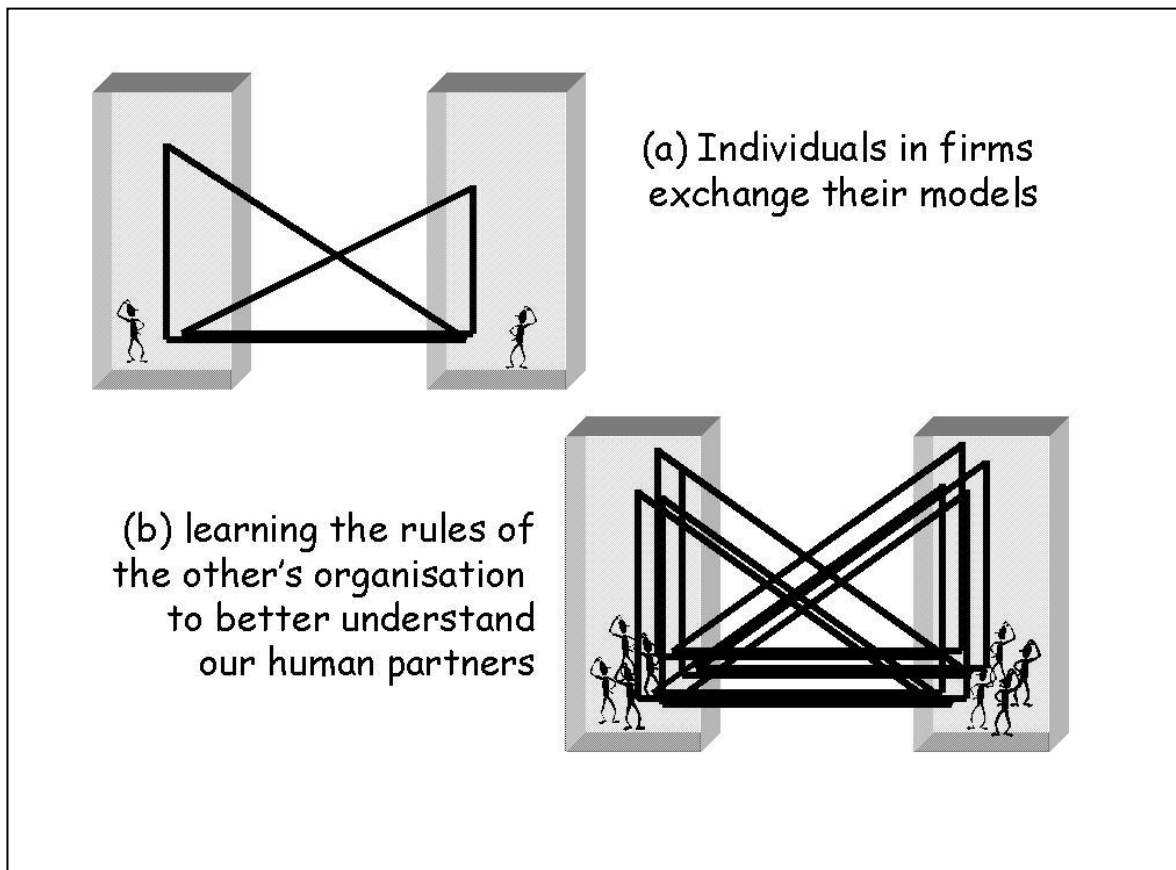 (a) Individuals in firms
exchange their models
(b) learning the rules of
the other's organisation
to better understand
our human partners